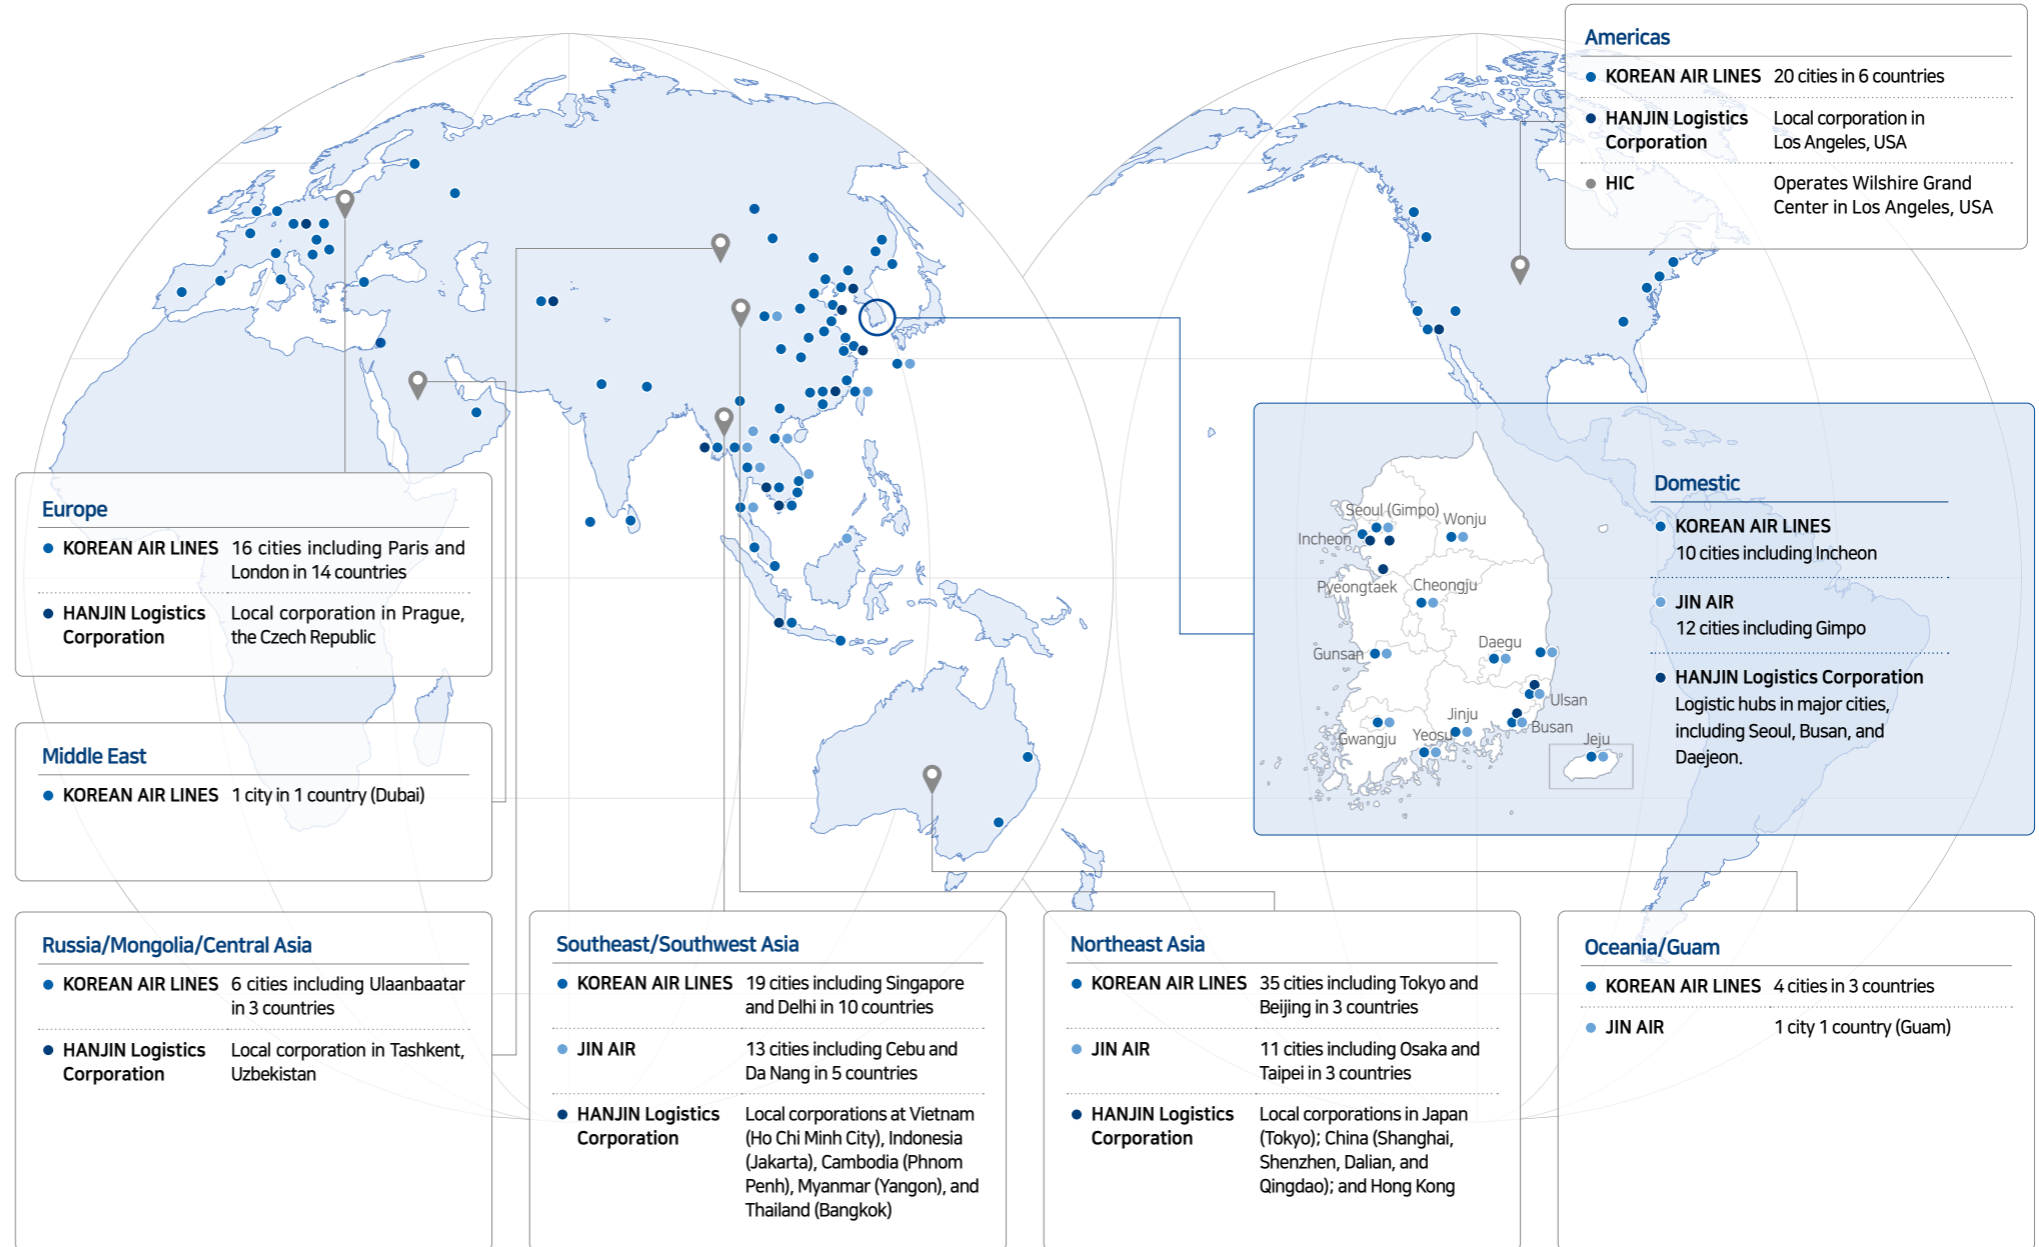 Americas
KOREAN AIR LINES 20 cities in 6 countries
HANJIN Logistics Corporation
Local corporation in
Los Angeles, USA
HIC
Operates Wilshire Grand
Center in Los Angeles, USA
Europe
KOREAN AIR LINES
16 cities including Paris and
London in 14 countries
HANJIN Logistics
Corporation
Local corporation in Prague,
the Czech Republic
Middle East
KOREAN AIR LINES 1 city in 1 country (Dubai)
Seoul (Gimpo)
Wonju
Incheon
Pyeongtaek
Cheongju
Gunsan
Daegu
Ulsan
Jinju
Busan
Gwangju
Yeosu
Jeju
Domestic
KOREAN AIR LINES
10 cities including Incheon
JIN AIR
12 cities including Gimpo
HANJIN Logistics Corporation
Logistic hubs in major cities,
including Seoul, Busan, and
Daejeon.
Russia/Mongolia/Central Asia
KOREAN AIR LINES
6 cities including Ulaanbaatar
in 3 countries
HANJIN Logistics
Corporation
Local corporation in Tashkent,
Uzbekistan
Southeast/Southwest Asia
KOREAN AIR LINES
19 cities including Singapore
and Delhi in 10 countries
JIN AIR
13 cities including Cebu and
Da Nang in 5 countries
HANJIN Logistics
Corporation
Local corporations at Vietnam
(Ho Chi Minh City), Indonesia
(Jakarta), Cambodia (Phnom
Penh), Myanmar (Yangon), and
Thailand (Bangkok)
Northeast Asia
KOREAN AIR LINES
35 cities including Tokyo and
Beijing in 3 countries
JIN AIR
11 cities including Osaka and
Taipei in 3 countries
HANJIN Logistics
Corporation
Local corporations in Japan
(Tokyo); China (Shanghai,
Shenzhen, Dalian, and
Qingdao); and Hong Kong
Oceania/Guam
KOREAN AIR LINES 4 cities in 3 countries
JIN AIR 1 city 1 country (Guam)